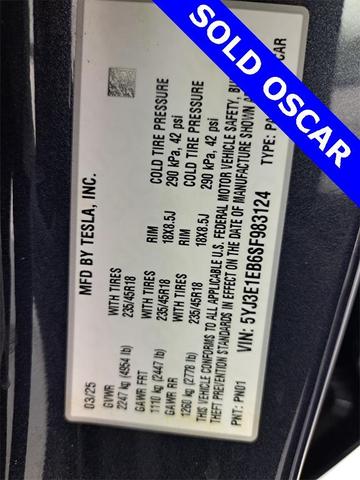 SOLD OSCAR
MFD BY TESLA, INC.
03/25
GVWR
2247 kg (4954 lb)
GAWR FRT WITH TIRES RIM COLD TIRE PRESSURE
1110 kg (2447 lb) 235/45R18 18X8.5J 290 kPa, 42 psi
GAWR RR WITH TIRES RIM COLD TIRE PRESSURE
1260 kg (2778 lb) 235/45R18 18X8.5J 290 kPa, 42 psi
THIS VEHICLE CONFORMS TO ALL APPLICABLE U.S. FEDERAL MOTOR VEHICLE SAFETY,
STANDARDS IN EFFECT ON THE DATE OF MANUFACTURE SHOWN
VIN: 5YJ3E1EB6SF983124 TYPE: CAR
PNT: PN01